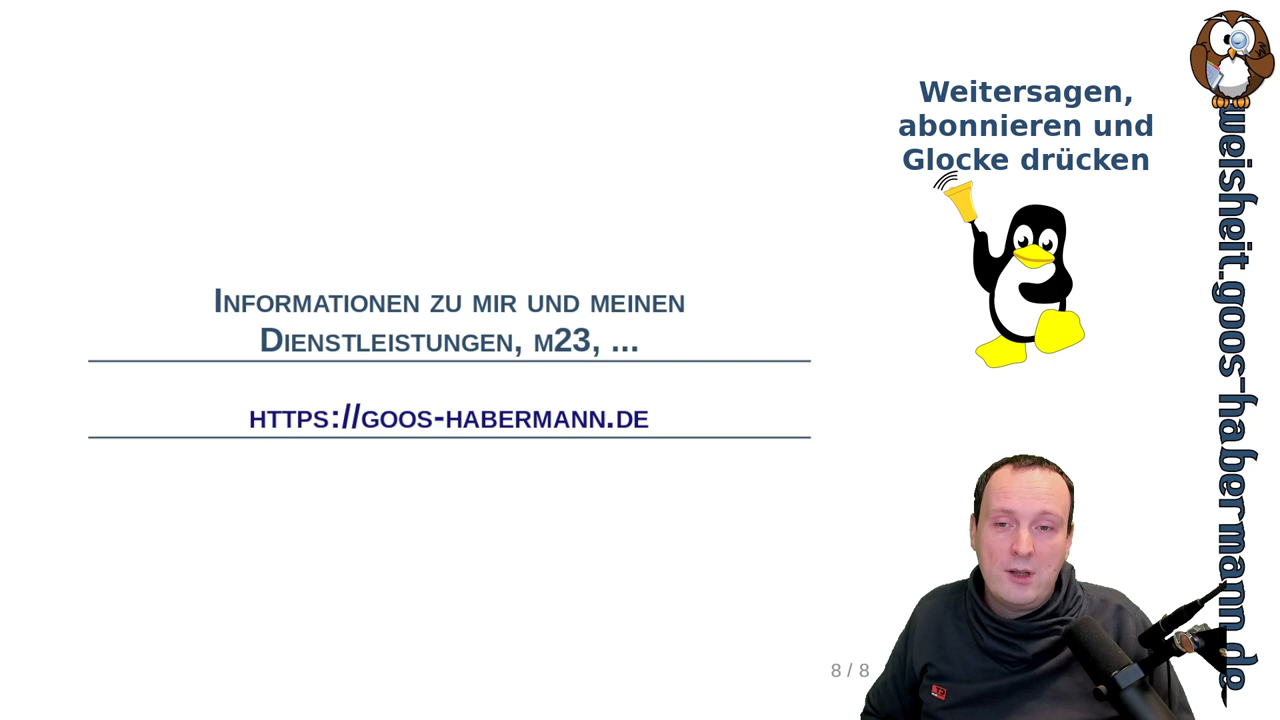 Weitersagen,
abonnieren und
Glocke drücken
Informationen zu mir und meinen
Dienstleistungen, m23, ...
https://goos-habermann.de
8 / 8
weisheit.goos-habermann.de